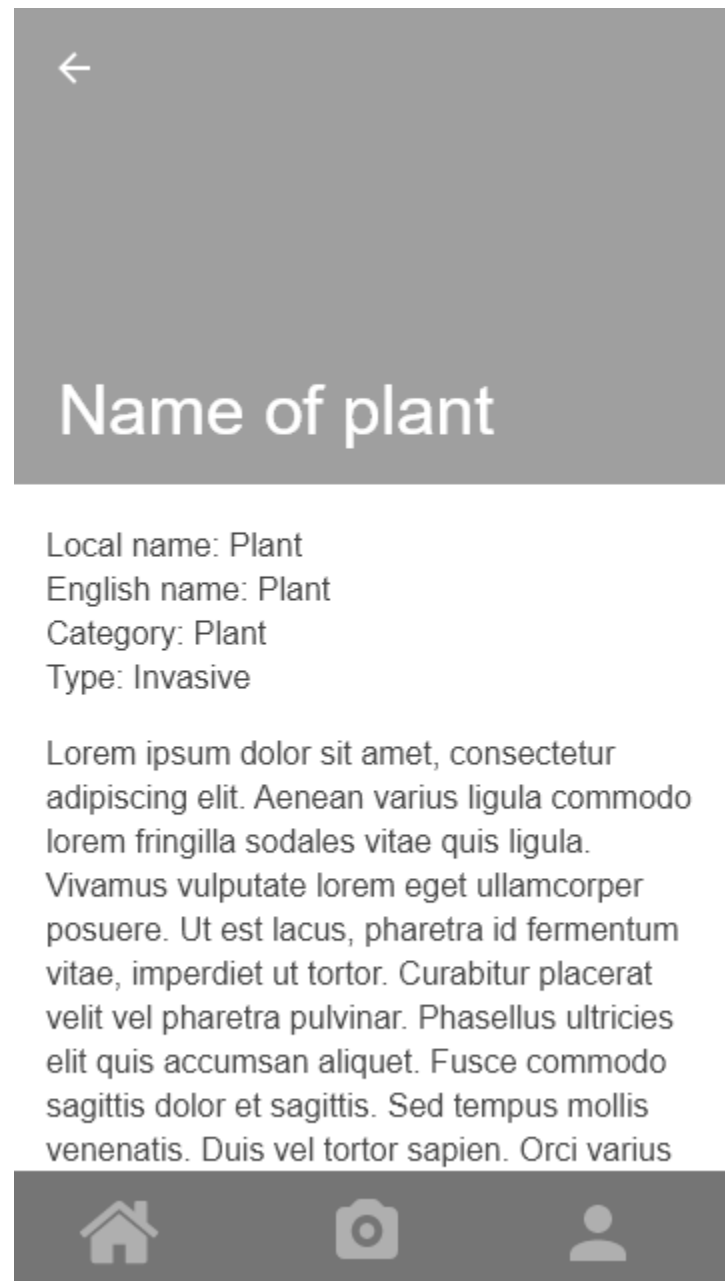 Name of plant
Local name: Plant
English name: Plant
Category: Plant
Type: Invasive
Lorem ipsum dolor sit amet, consectetur
adipiscing elit. Aenean varius ligula commodo
lorem fringilla sodales vitae quis ligula.
Vivamus vulputate lorem eget ullamcorper
posuere. Ut est lacus, pharetra id fermentum
vitae, imperdiet ut tortor. Curabitur placerat
velit vel pharetra pulvinar. Phasellus ultricies
elit quis accumsan aliquet. Fusce commodo
sagittis dolor et sagittis. Sed tempus mollis
venenatis. Duis vel tortor sapien. Orci varius